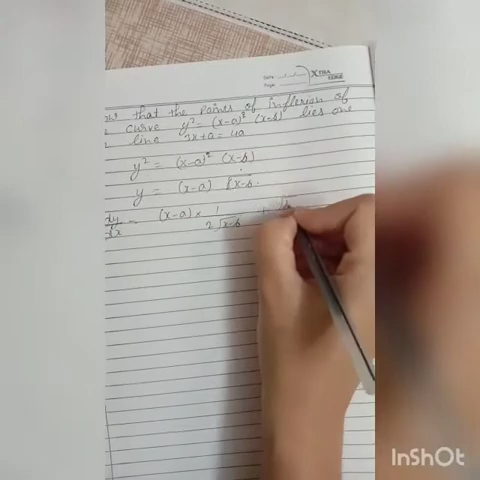 Date
XTRA
Page
that the points of inflexion of
curve y² = (x-a)² (x-b) lies one
line 3x+a = 4a
y² = (x-a)² (x-b)
y = (x-a) √x-b.
dy/dx = (x-a) × 1/2√x-b +
InShOt